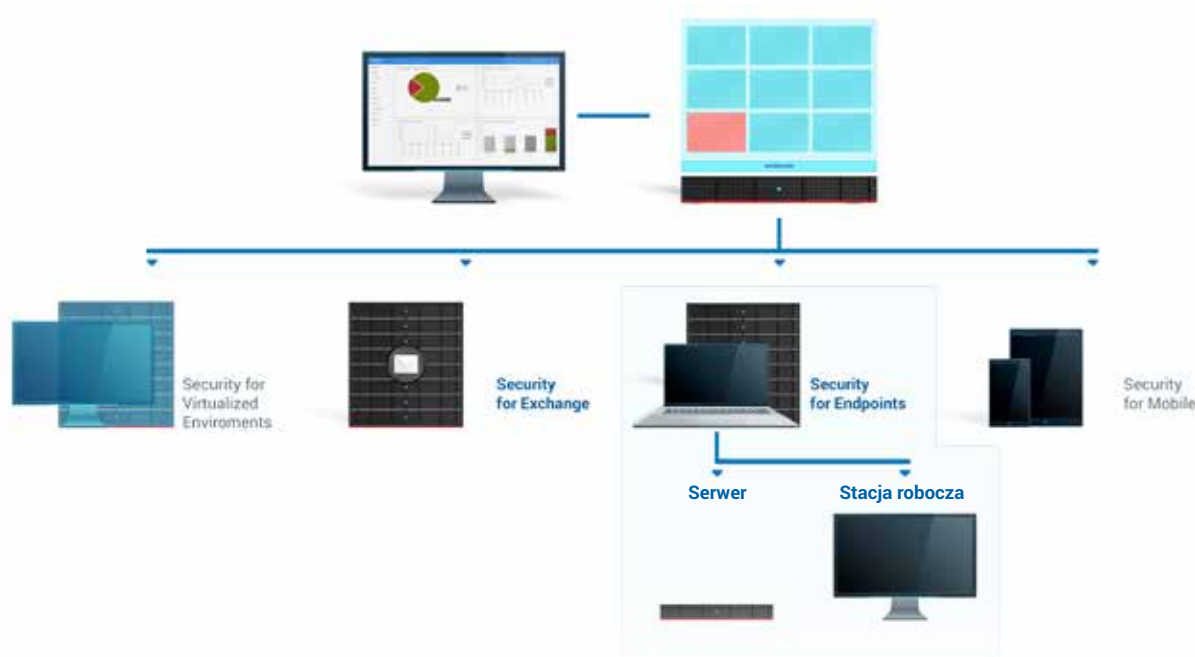 Security for
Virtualized
Enviroments
Security
for Exchange
Security
for Endpoints
Security
for Mobile
Serwer
Stacja robocza